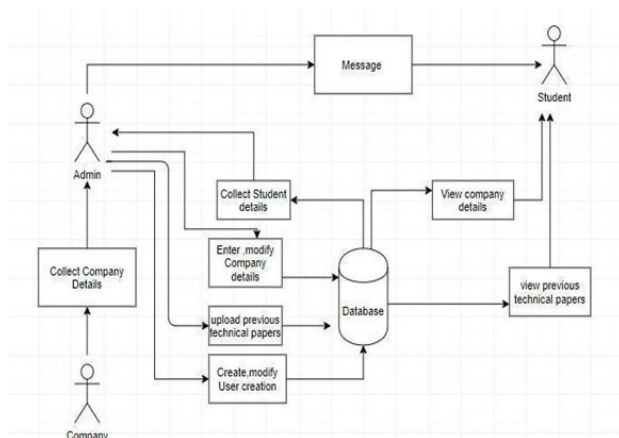 Message
Student
Admin
Collect Student
details
View company
details
Enter ,modify
Company
details
Collect Company
Details
Database
view previous
technical papers
upload previous
technical papers
Create,modify
User creation
Company